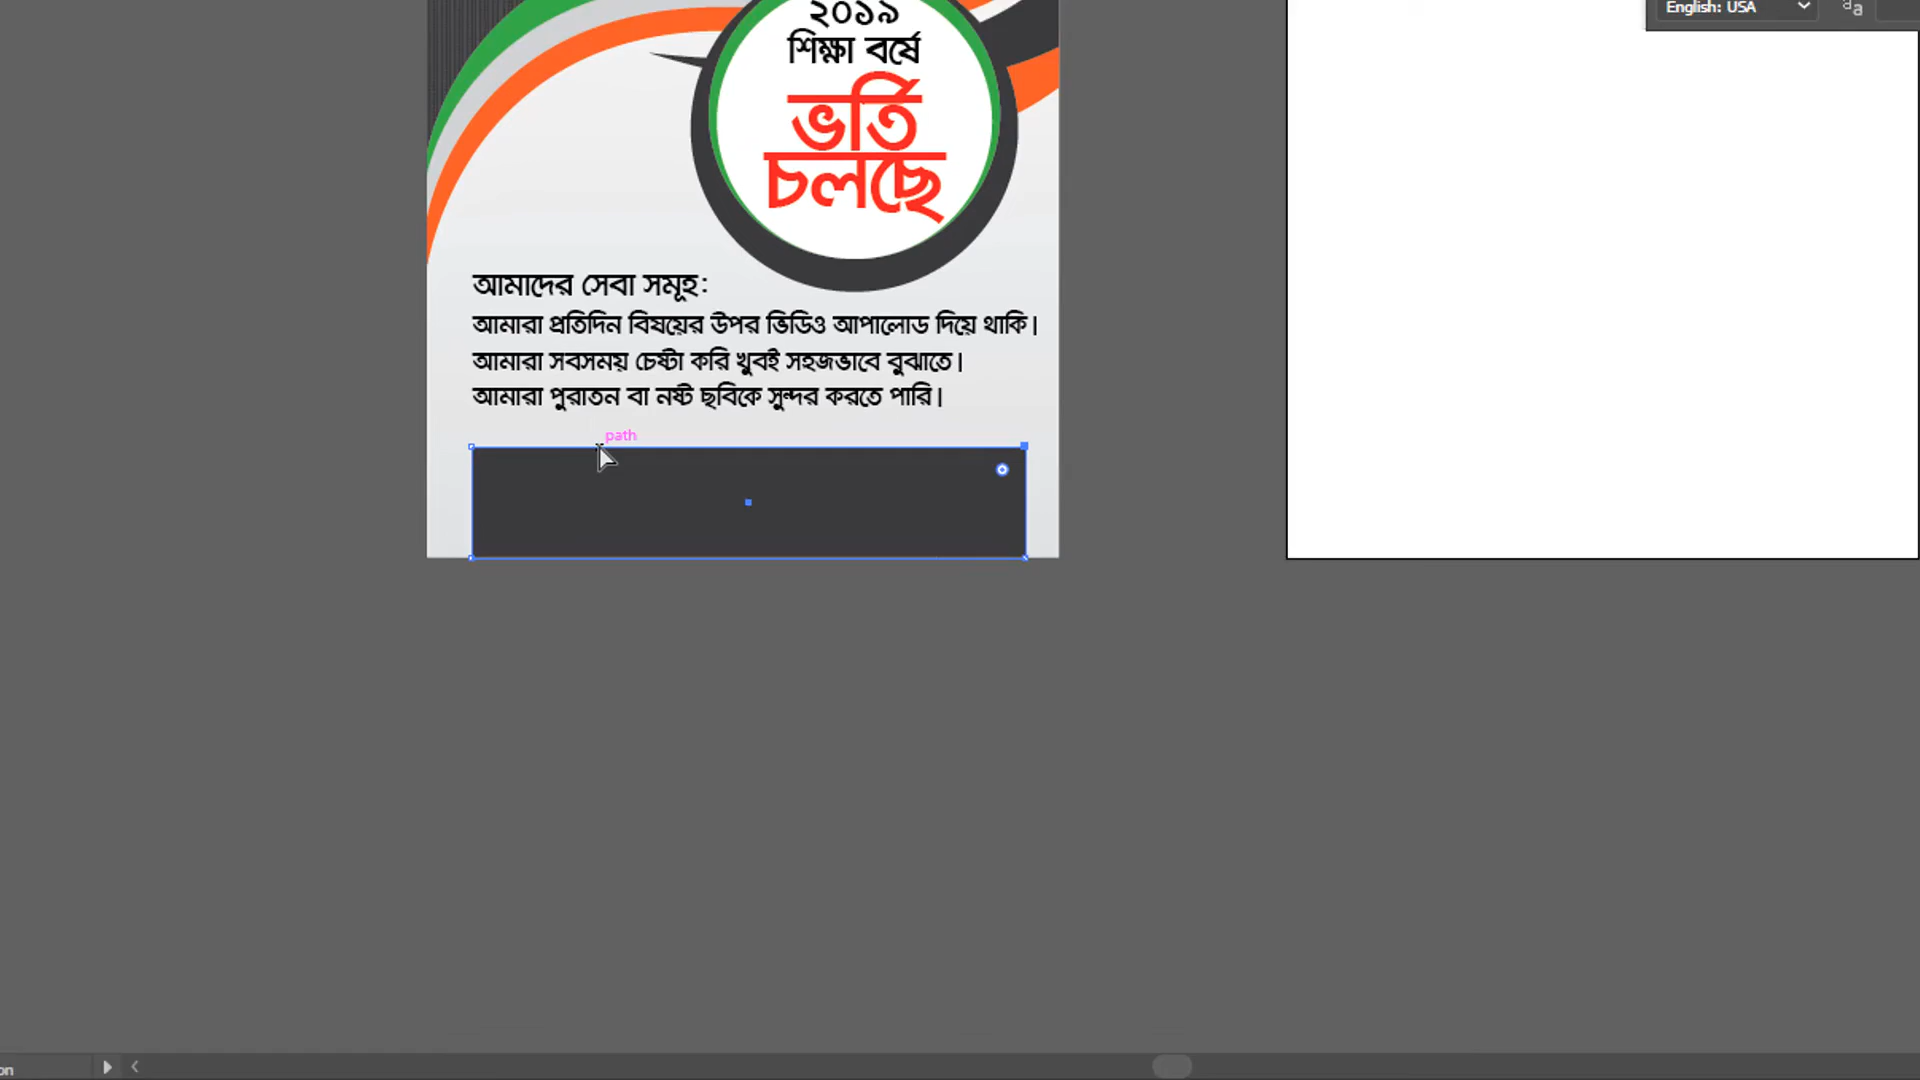 English: USA
২০১৯
শিক্ষা বর্ষে
ভর্তি
চলছে
আমাদের সেবা সমূহ:
আমারা প্রতিদিন বিষয়ের উপর ভিডিও আপালোড দিয়ে থাকি।
আমারা সবসময় চেষ্টা করি খুবই সহজভাবে বুঝাতে।
আমারা পুরাতন বা নষ্ট ছবিকে সুন্দর করতে পারি।
path
on